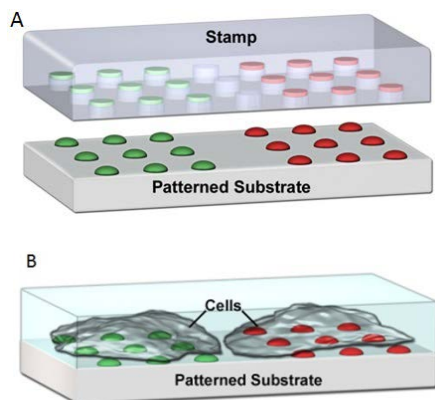 A
Stamp
Patterned Substrate
B
Cells
Patterned Substrate